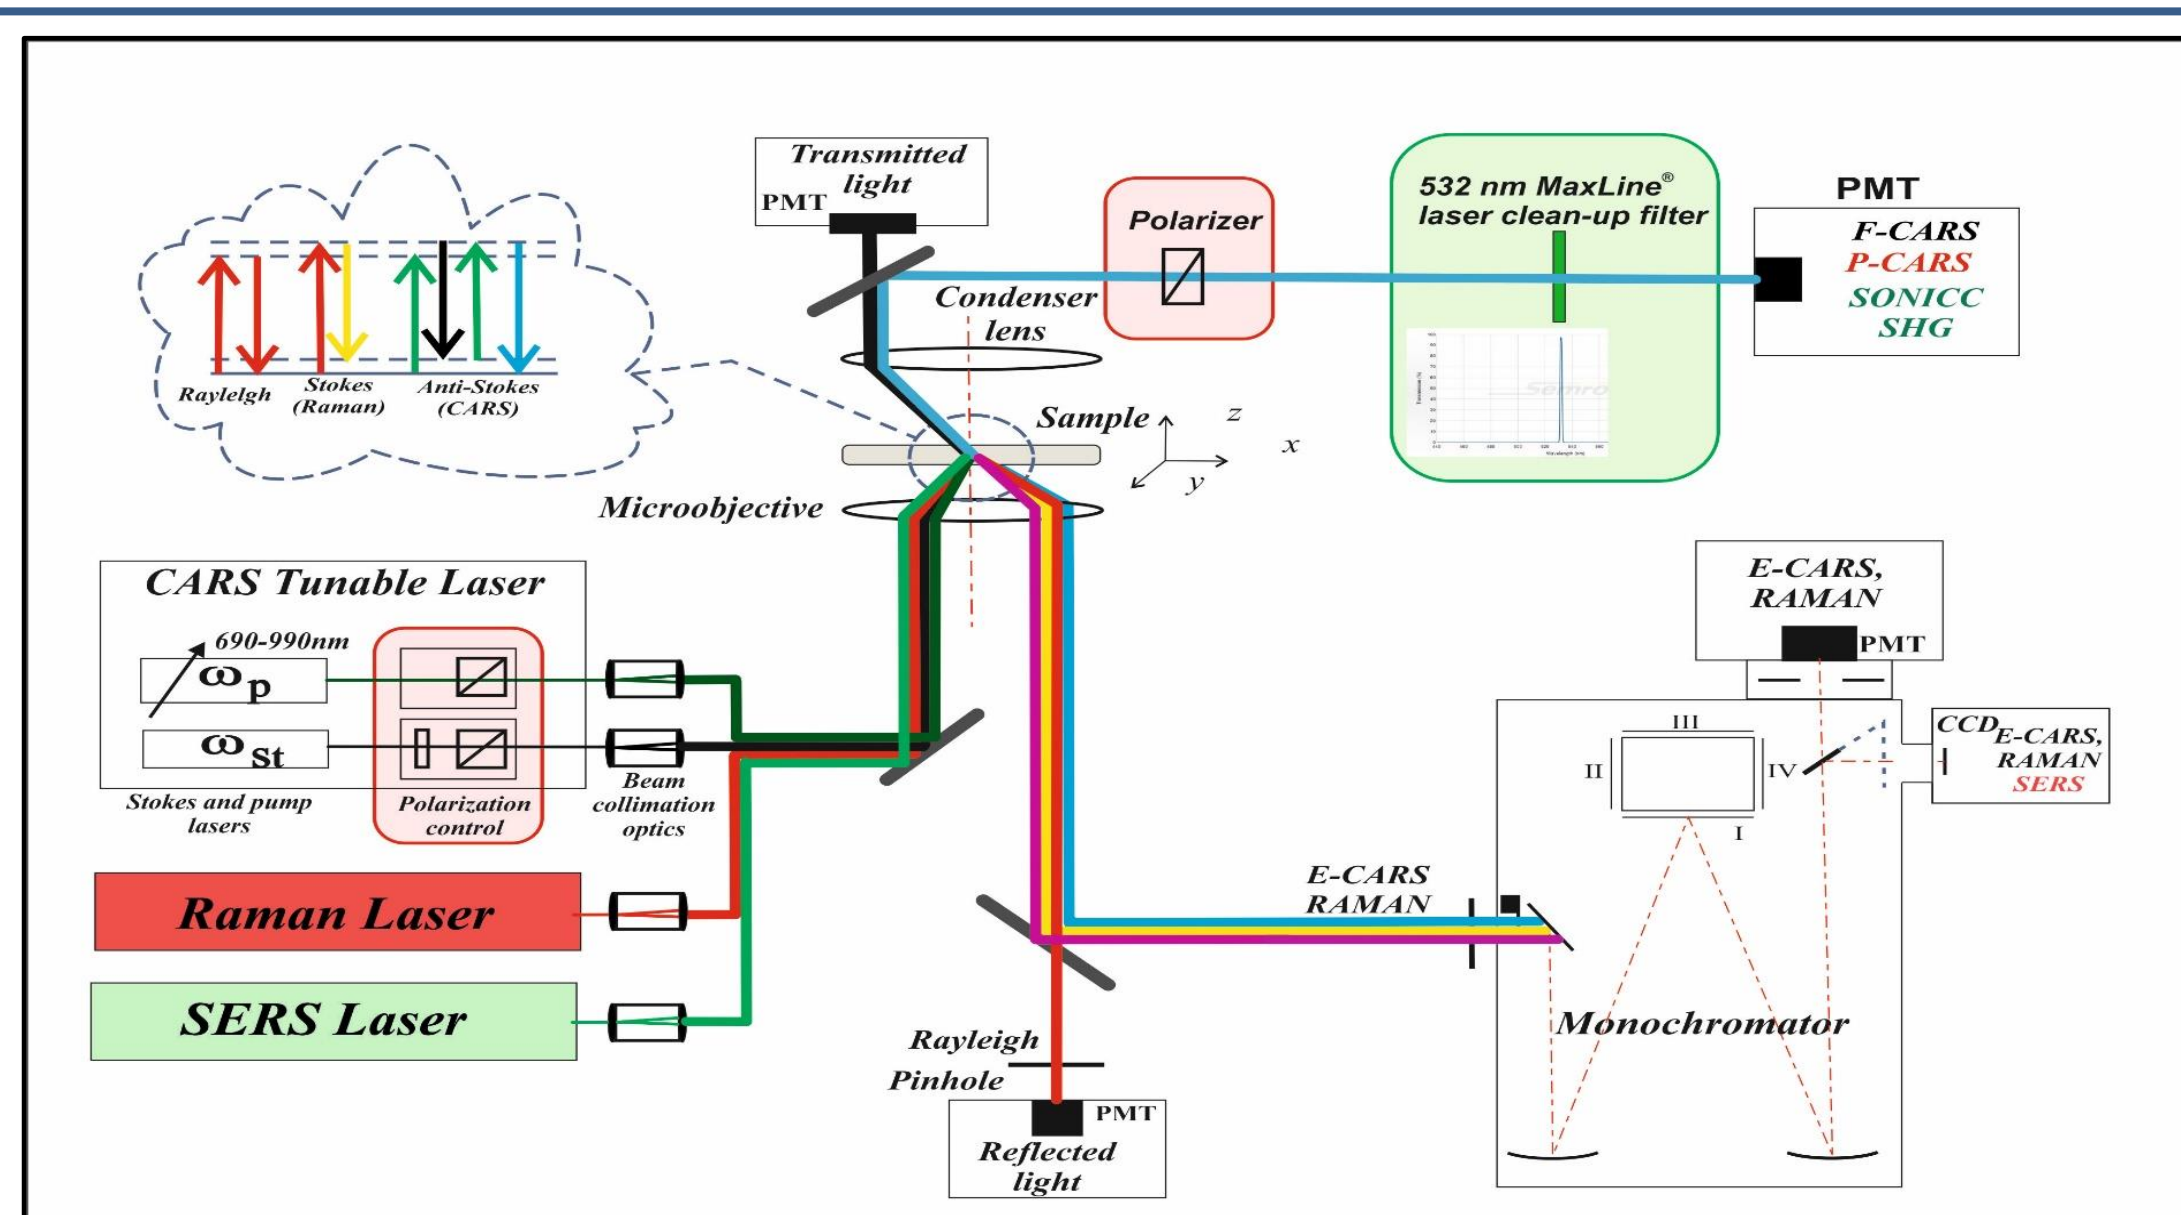 Transmitted
light
PMT
Polarizer
532 nm MaxLine®
laser clean-up filter
PMT
F-CARS
P-CARS
SONICC
SHG
Condenser
lens
Semro
Rayleigh
Stokes
(Raman)
Anti-Stokes
(CARS)
Sample
z
x
y
Microobjective
CARS Tunable Laser
690-990nm
ωp
ωSt
Stokes and pump
lasers
Polarization
control
Beam
collimation
optics
Raman Laser
SERS Laser
E-CARS,
RAMAN
PMT
III
II
IV
I
CCD
E-CARS,
RAMAN
SERS
E-CARS
RAMAN
Monochromator
Rayleigh
Pinhole
PMT
Reflected
light